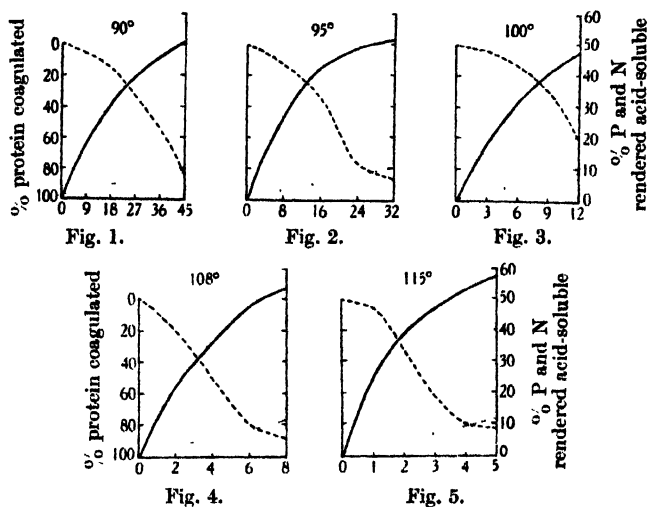 90°
95°
100°
% protein coagulated
0
20
40
60
80
100
0 9 18 27 36 45
0 8 16 24 32
0 3 6 9 12
60
50
40
30
20
10
0
% P and N
rendered acid-soluble
Fig. 1.
Fig. 2.
Fig. 3.
108°
115°
% protein coagulated
0
20
40
60
80
100
0 2 4 6 8
0 1 2 3 4 5
60
50
40
30
20
10
0
% P and N
rendered acid-soluble
Fig. 4.
Fig. 5.